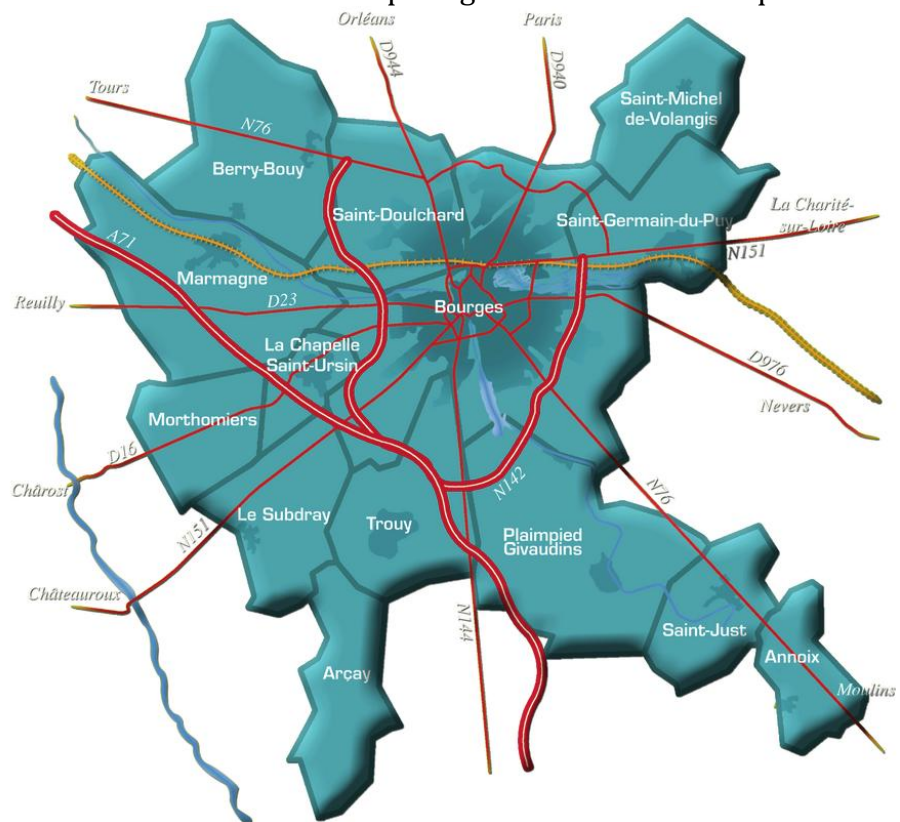 Orléans
Paris
D944
D940
Tours
N76
Saint-Michel
de-Volangis
Berry-Bouy
Saint-Doulchard
Saint-Germain-du-Puy
La Charité-
sur-Loire
N151
A71
Marmagne
Reuilly
D23
Bourges
La Chapelle
Saint-Ursin
D976
Nevers
Morthomiers
D16
Chârost
N142
N76
Le Subdray
Trouy
Plaimpied
Givaudins
N151
Châteauroux
N144
Saint-Just
Annoix
Arçay
Moulins